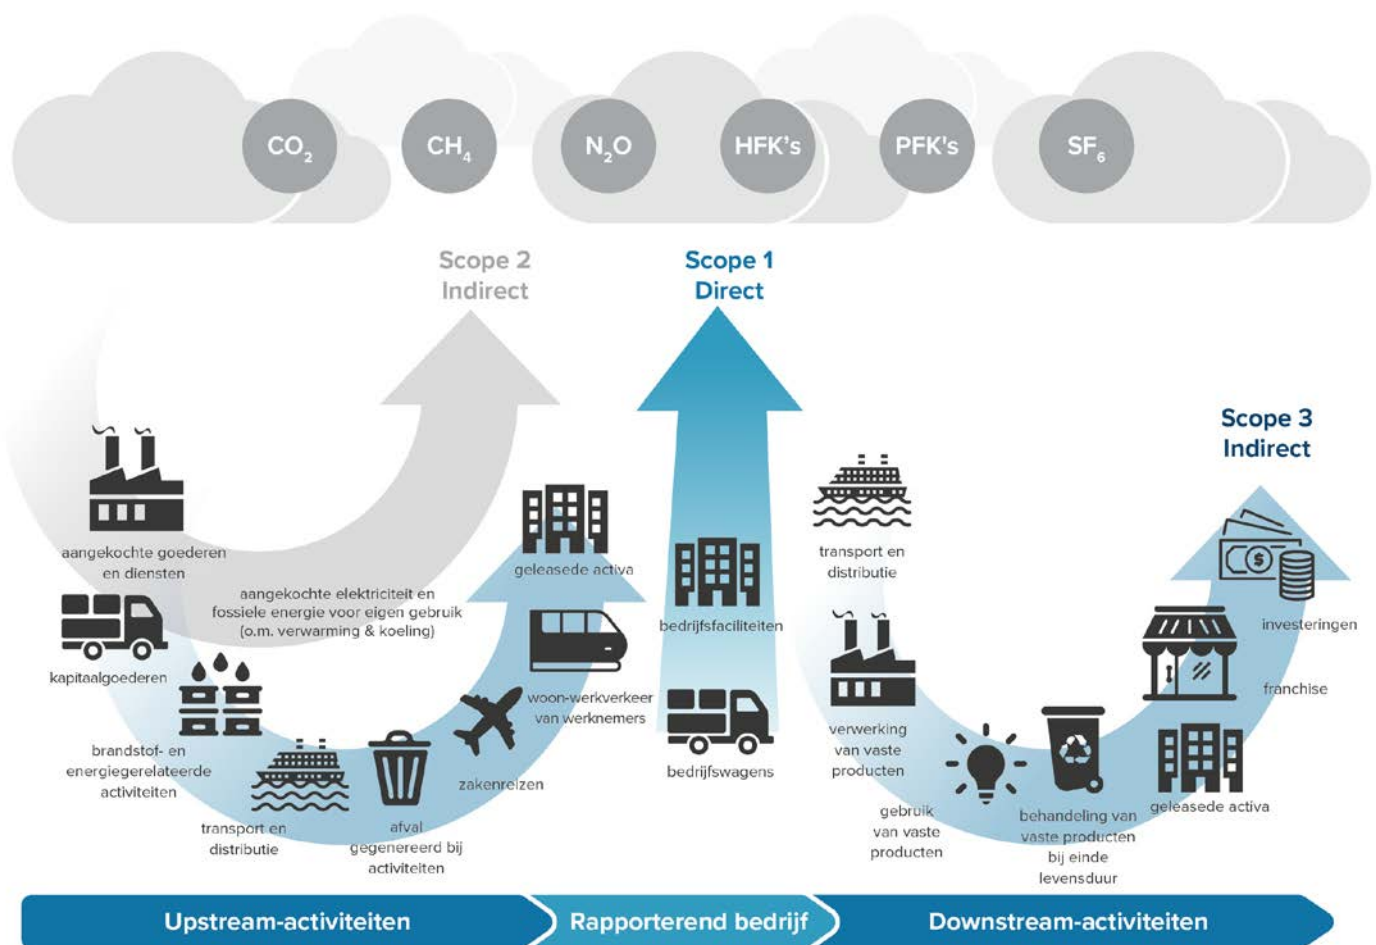 CO₂
CH₄
N₂O
HFK's
PFK's
SF₆
Scope 2
Indirect
Scope 1
Direct
Scope 3
Indirect
aangekochte goederen
en diensten
kapitaalgoederen
brandstof- en
energiegerelateerde
activiteiten
transport en
distributie
afval
gegenereerd bij
activiteiten
zakenreizen
woon-werkverkeer
van werknemers
geleasede activa
aangekochte elektriciteit en
fossiele energie voor eigen gebruik
(o.m. verwarming & koeling)
bedrijfsfaciliteiten
bedrijfswagens
transport en
distributie
verwerking
van vaste
producten
gebruik
van vaste
producten
behandeling van
vaste producten
bij einde
levensduur
geleasede activa
franchise
investeringen
Upstream-activiteiten
Rapporterend bedrijf
Downstream-activiteiten